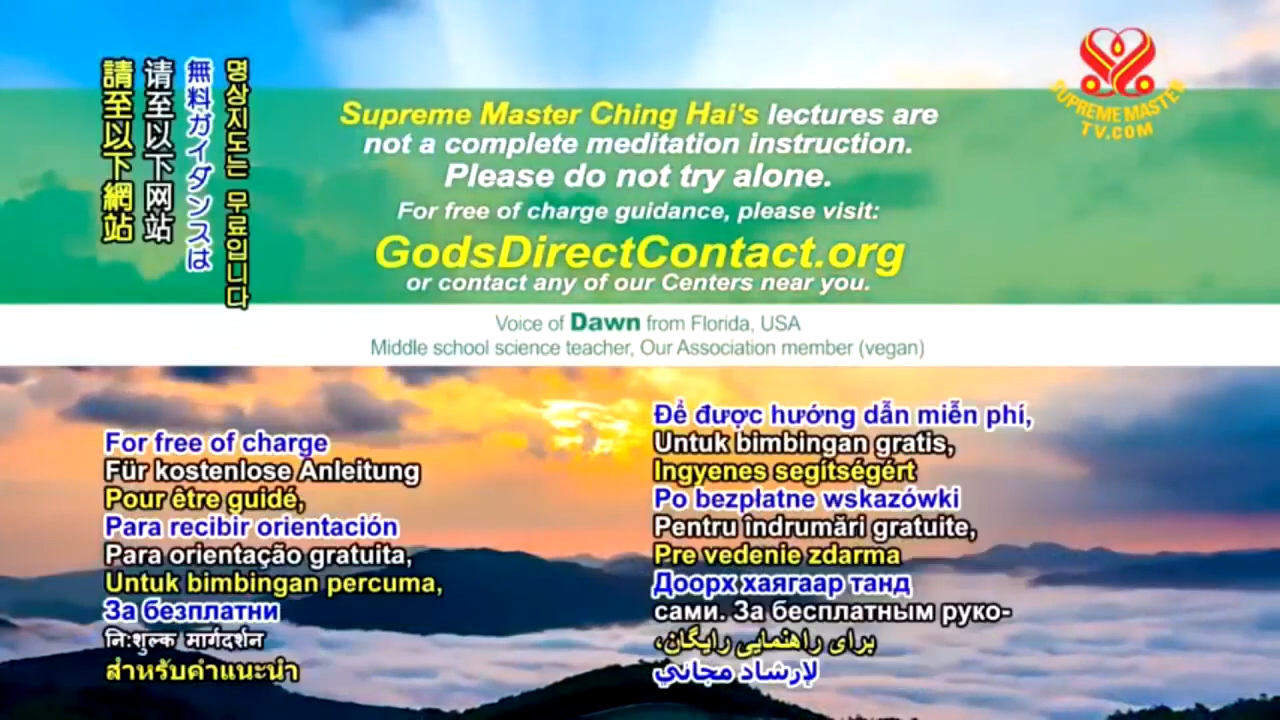 請至以下網站
请至以下网站
無料ガイダンスは
명상지도는 무료입니다
Supreme Master Ching Hai's lectures are
not a complete meditation instruction.
Please do not try alone.
For free of charge guidance, please visit:
GodsDirectContact.org
or contact any of our Centers near you.
SUPREME MASTER
TV.COM
Voice of Dawn from Florida, USA
Middle school science teacher, Our Association member (vegan)
For free of charge
Für kostenlose Anleitung
Pour être guidé,
Para recibir orientación
Para orientação gratuita,
Untuk bimbingan percuma,
За безплатни
नि:शुल्क मार्गदर्शन
สำหรับคำแนะนำ
Để được hướng dẫn miễn phí,
Untuk bimbingan gratis,
Ingyenes segítségért
Po bezpłatne wskazówki
Pentru îndrumări gratuite,
Pre vedenie zdarma
Доорх хаягаар танд
сами. За бесплатным руко-
برای راهنمایی رایگان،
لإرشاد مجاني